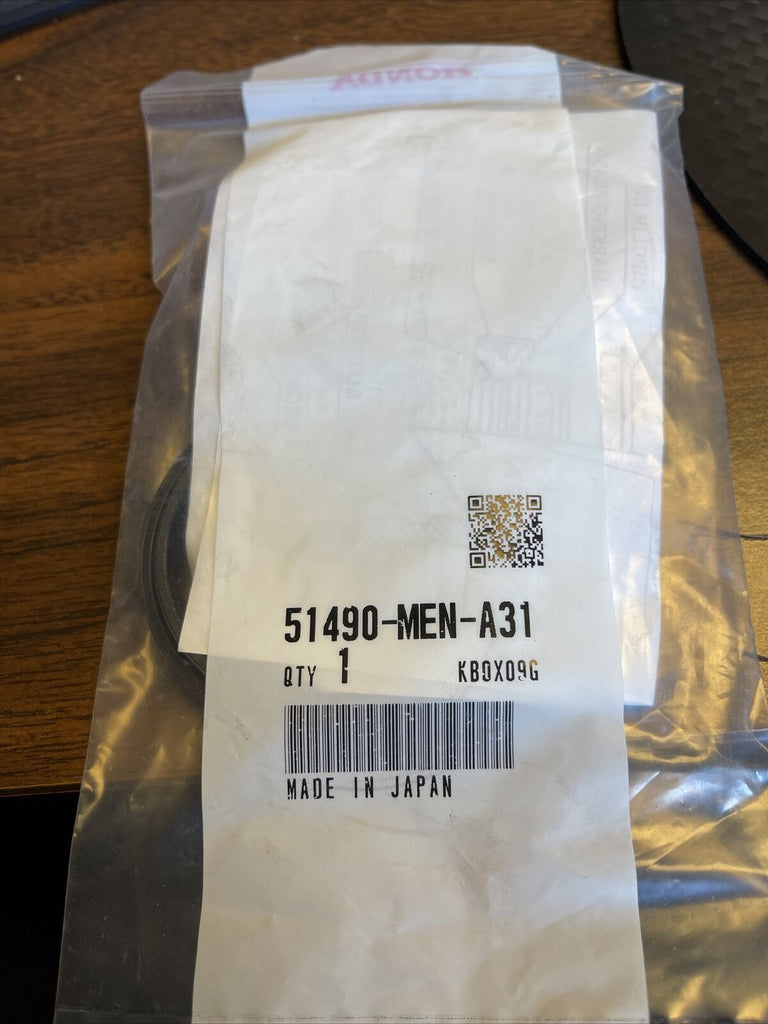 HONDA
51490-MEN-A31
QTY 1 KBOX09G
MADE IN JAPAN